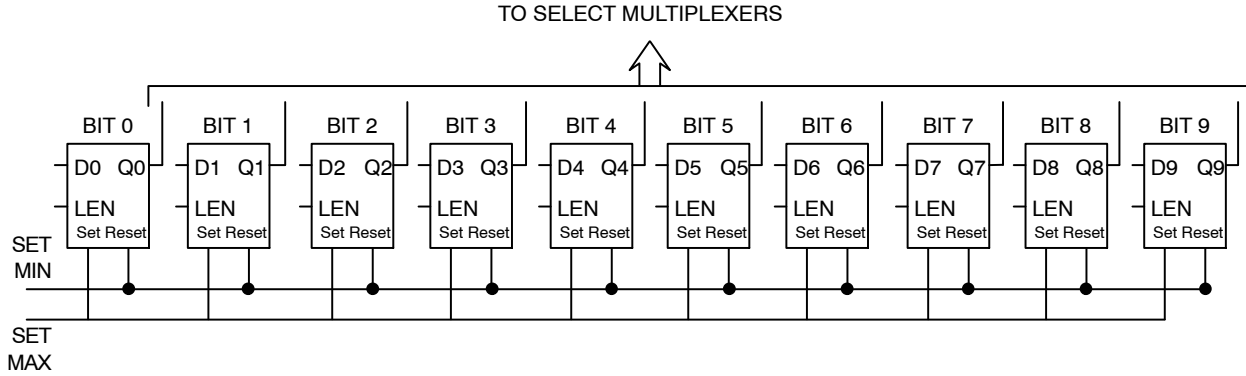 TO SELECT MULTIPLEXERS
BIT 0 BIT 1 BIT 2 BIT 3 BIT 4 BIT 5 BIT 6 BIT 7 BIT 8 BIT 9
D0 Q0 D1 Q1 D2 Q2 D3 Q3 D4 Q4 D5 Q5 D6 Q6 D7 Q7 D8 Q8 D9 Q9
LEN LEN LEN LEN LEN LEN LEN LEN LEN LEN
Set Reset Set Reset Set Reset Set Reset Set Reset Set Reset Set Reset Set Reset Set Reset Set Reset
SET
MIN
SET
MAX